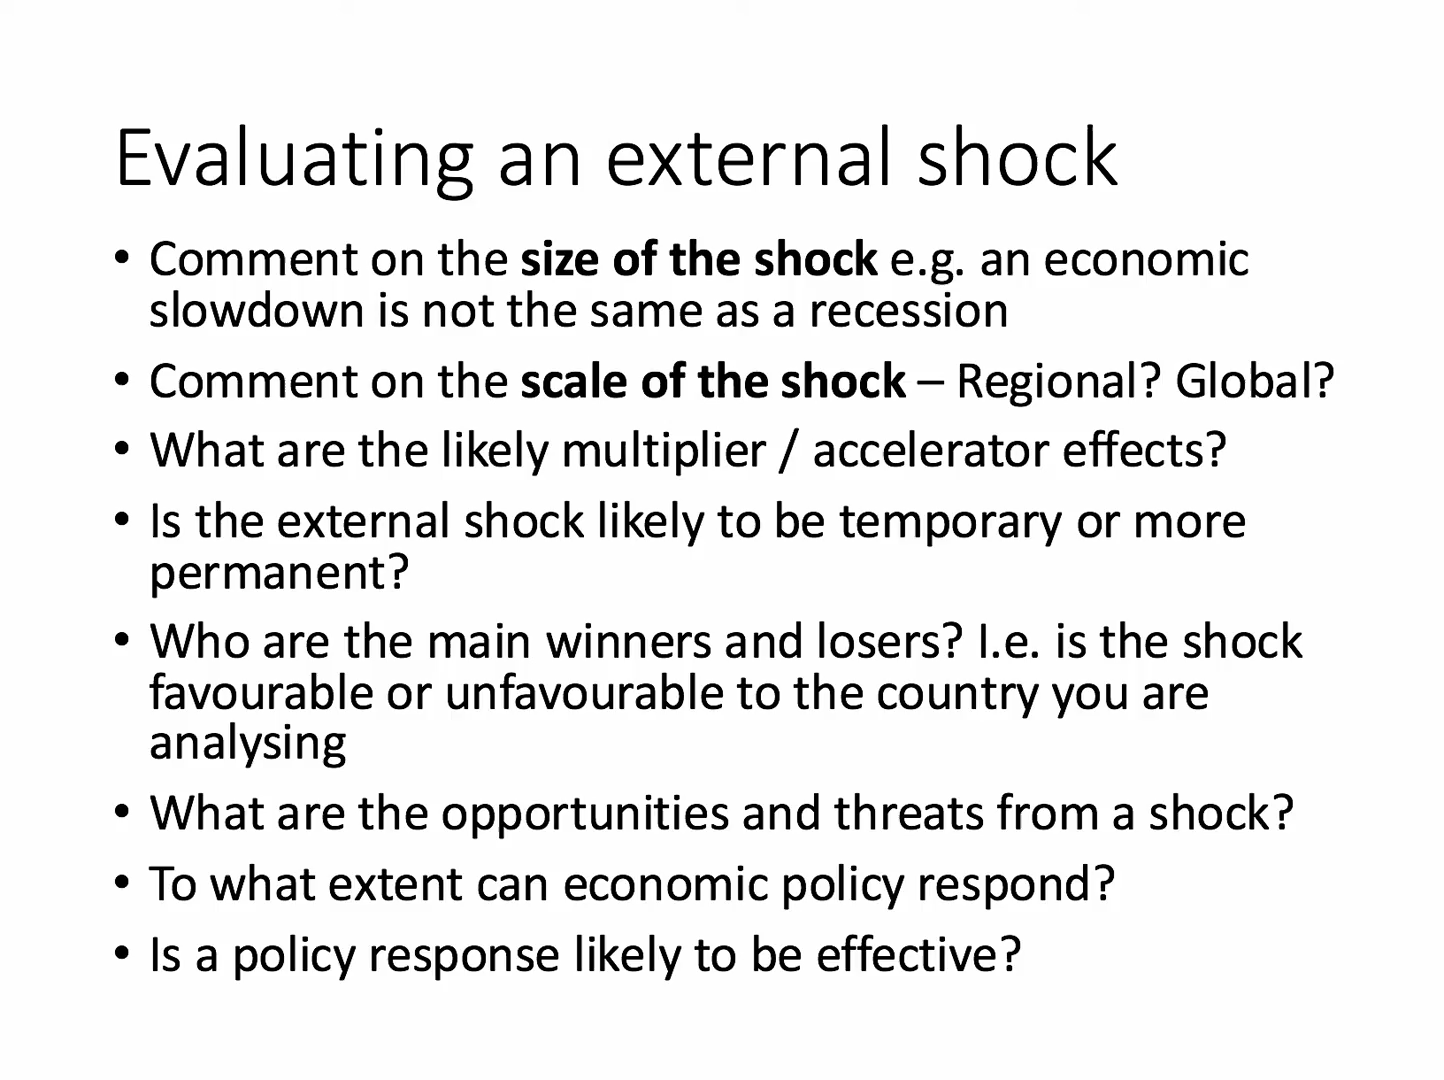 Evaluating an external shock
• Comment on the size of the shock e.g. an economic
slowdown is not the same as a recession
• Comment on the scale of the shock – Regional? Global?
• What are the likely multiplier / accelerator effects?
• Is the external shock likely to be temporary or more
permanent?
• Who are the main winners and losers? I.e. is the shock
favourable or unfavourable to the country you are
analysing
• What are the opportunities and threats from a shock?
• To what extent can economic policy respond?
• Is a policy response likely to be effective?